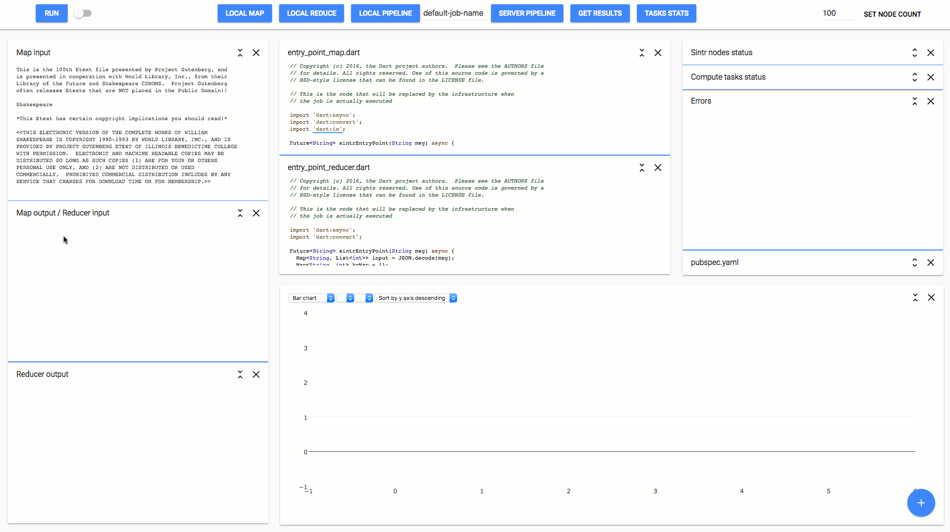 RUN
LOCAL MAP
LOCAL REDUCE
LOCAL PIPELINE
default-job-name
SERVER PIPELINE
GET RESULTS
TASKS STATS
100
SET NODE COUNT
Map input
This is the 100th Etext file presented by Project Gutenberg, and
is presented in cooperation with World Library, Inc., from their
Library of the Future and Shakespeare CDROMS.  Project Gutenberg
often releases Etexts that are NOT placed in the Public Domain!!
Shakespeare
*This Etext has certain copyright implications you should read!*
<<THIS ELECTRONIC VERSION OF THE COMPLETE WORKS OF WILLIAM
SHAKESPEARE IS COPYRIGHT 1990-1993 BY WORLD LIBRARY, INC., AND IS
PROVIDED BY PROJECT GUTENBERG ETEXT OF ILLINOIS BENEDICTINE COLLEGE
WITH PERMISSION.  ELECTRONIC AND MACHINE READABLE COPIES MAY BE
DISTRIBUTED SO LONG AS SUCH COPIES (1) ARE FOR YOUR OR OTHERS
PERSONAL USE ONLY, AND (2) ARE NOT DISTRIBUTED OR USED
COMMERCIALLY.  PROHIBITED COMMERCIAL DISTRIBUTION INCLUDES BY ANY
SERVICE THAT CHARGES FOR DOWNLOAD TIME OR FOR MEMBERSHIP.>>
Map output / Reducer input
Reducer output
entry_point_map.dart
// Copyright (c) 2016, the Dart project authors.  Please see the AUTHORS file
// for details. All rights reserved. Use of this source code is governed by a
// BSD-style license that can be found in the LICENSE file.
// This is the code that will be replaced by the infrastructure when
// the job is actually executed
import 'dart:async';
import 'dart:convert';
import 'dart:io';
Future<String> sintrEntryPoint(String msg) async {
entry_point_reducer.dart
// Copyright (c) 2016, the Dart project authors.  Please see the AUTHORS file
// for details. All rights reserved. Use of this source code is governed by a
// BSD-style license that can be found in the LICENSE file.
// This is the code that will be replaced by the infrastructure when
// the job is actually executed
import 'dart:async';
import 'dart:convert';
Future<String> sintrEntryPoint(String msg) async {
Map<String, List<int>> input = JSON.decode(msg);
Sintr nodes status
Compute tasks status
Errors
pubspec.yaml
Bar chart
Sort by y axis descending
4
3
2
1
0
−1
−1
0
1
2
3
4
5
+